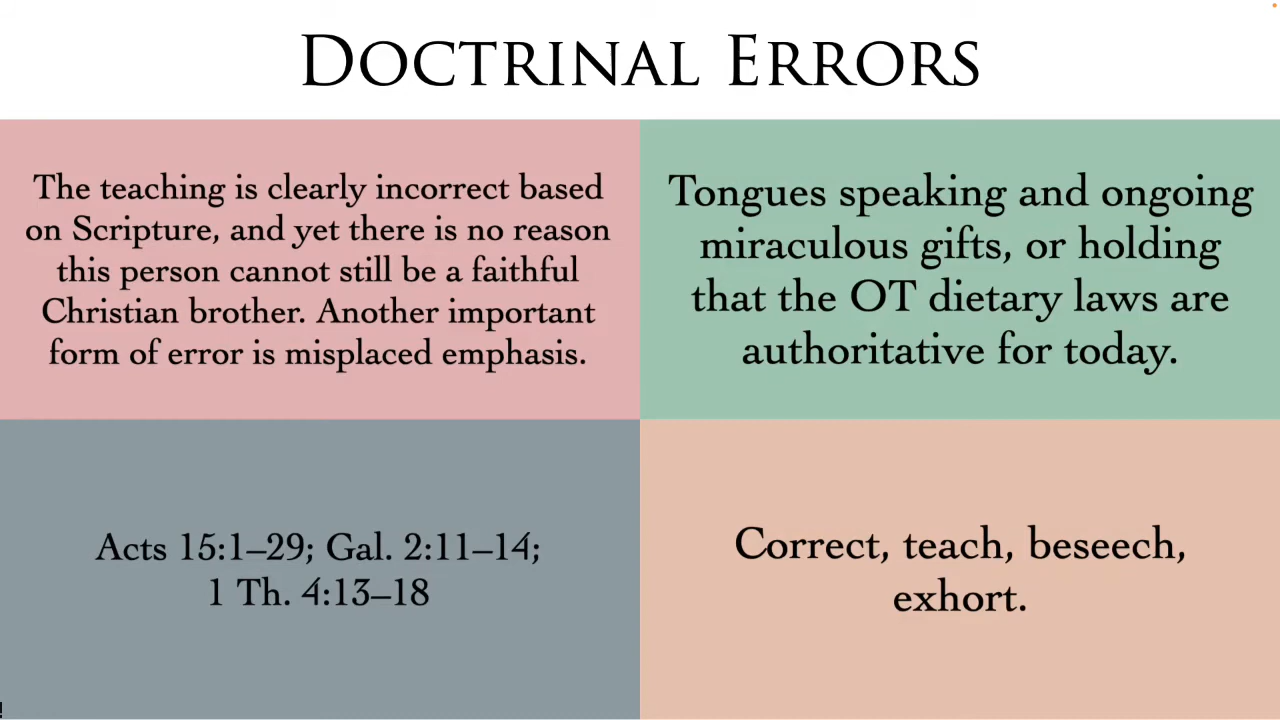 DOCTRINAL ERRORS
The teaching is clearly incorrect based
on Scripture, and yet there is no reason
this person cannot still be a faithful
Christian brother. Another important
form of error is misplaced emphasis.
Tongues speaking and ongoing
miraculous gifts, or holding
that the OT dietary laws are
authoritative for today.
Acts 15:1–29; Gal. 2:11–14;
1 Th. 4:13–18
Correct, teach, beseech,
exhort.